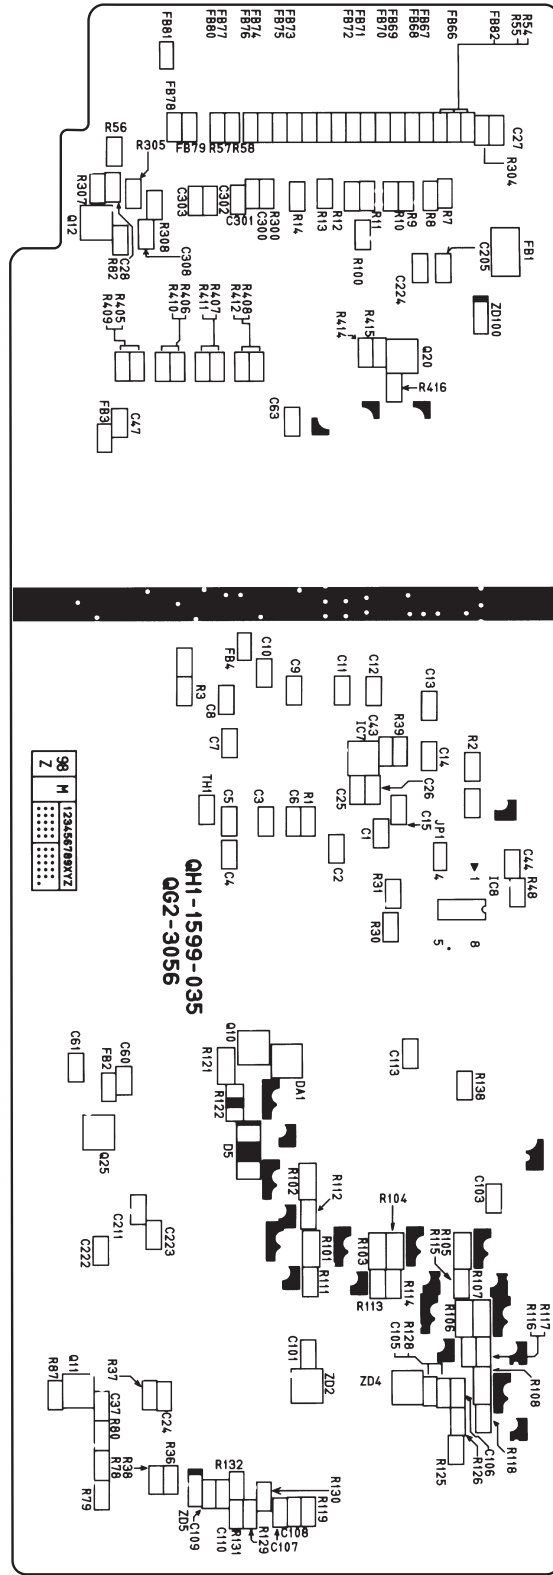 FB81
FB77
FB80
FB74
FB76
FB73
FB75
FB71
FB72
FB69
FB70
FB67
FB68
FB66
FB82
R54
R55
FB78
FB79
R57
R58
C27
R304
R56
R305
R307
Q12
C28
R82
R308
C308
C303
C302
C301
R300
C300
R14
R13
R12
R11
R10
R9
R8
R7
R100
C224
C205
FB1
ZD100
R405
R409
R406
R410
R407
R411
R408
R412
R414
R415
Q20
R416
FB3
C47
C63
R3
FB4
C10
C8
C9
C11
C12
C13
C7
IC7
C43
R39
C14
R2
C25
C26
TH1
C5
C3
C6
R1
C15
C1
JP1
4
1
C4
C2
C44
IC8
R48
R31
R30
5
8
98 M 123456789XYZ
Z
QH1-1599-035
QG2-3056
C61
FB2
C60
Q10
R121
DA1
R122
D5
C113
R138
Q25
R102
R112
C103
C211
C223
C222
R101
R111
R103
R104
R113
R114
R105
R115
R107
R106
R117
R116
R108
R118
C101
ZD2
R128
C105
ZD4
C106
R126
R125
Q11
R87
R37
C24
C37
R80
R38
R78
R36
R79
R132
ZD5
C109
C110
R131
R129
R130
C107
C108
R119